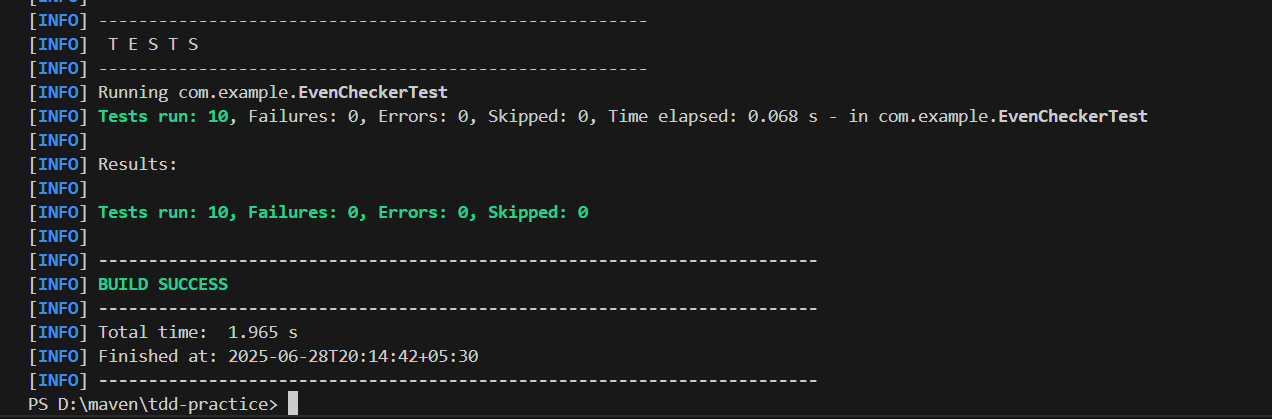 [INFO] -------------------------------------------------------
[INFO]  T E S T S
[INFO] -------------------------------------------------------
[INFO] Running com.example.EvenCheckerTest
[INFO] Tests run: 10, Failures: 0, Errors: 0, Skipped: 0, Time elapsed: 0.068 s - in com.example.EvenCheckerTest
[INFO]
[INFO] Results:
[INFO]
[INFO] Tests run: 10, Failures: 0, Errors: 0, Skipped: 0
[INFO]
[INFO] ------------------------------------------------------------------------
[INFO] BUILD SUCCESS
[INFO] ------------------------------------------------------------------------
[INFO] Total time:  1.965 s
[INFO] Finished at: 2025-06-28T20:14:42+05:30
[INFO] ------------------------------------------------------------------------
PS D:\maven\tdd-practice>